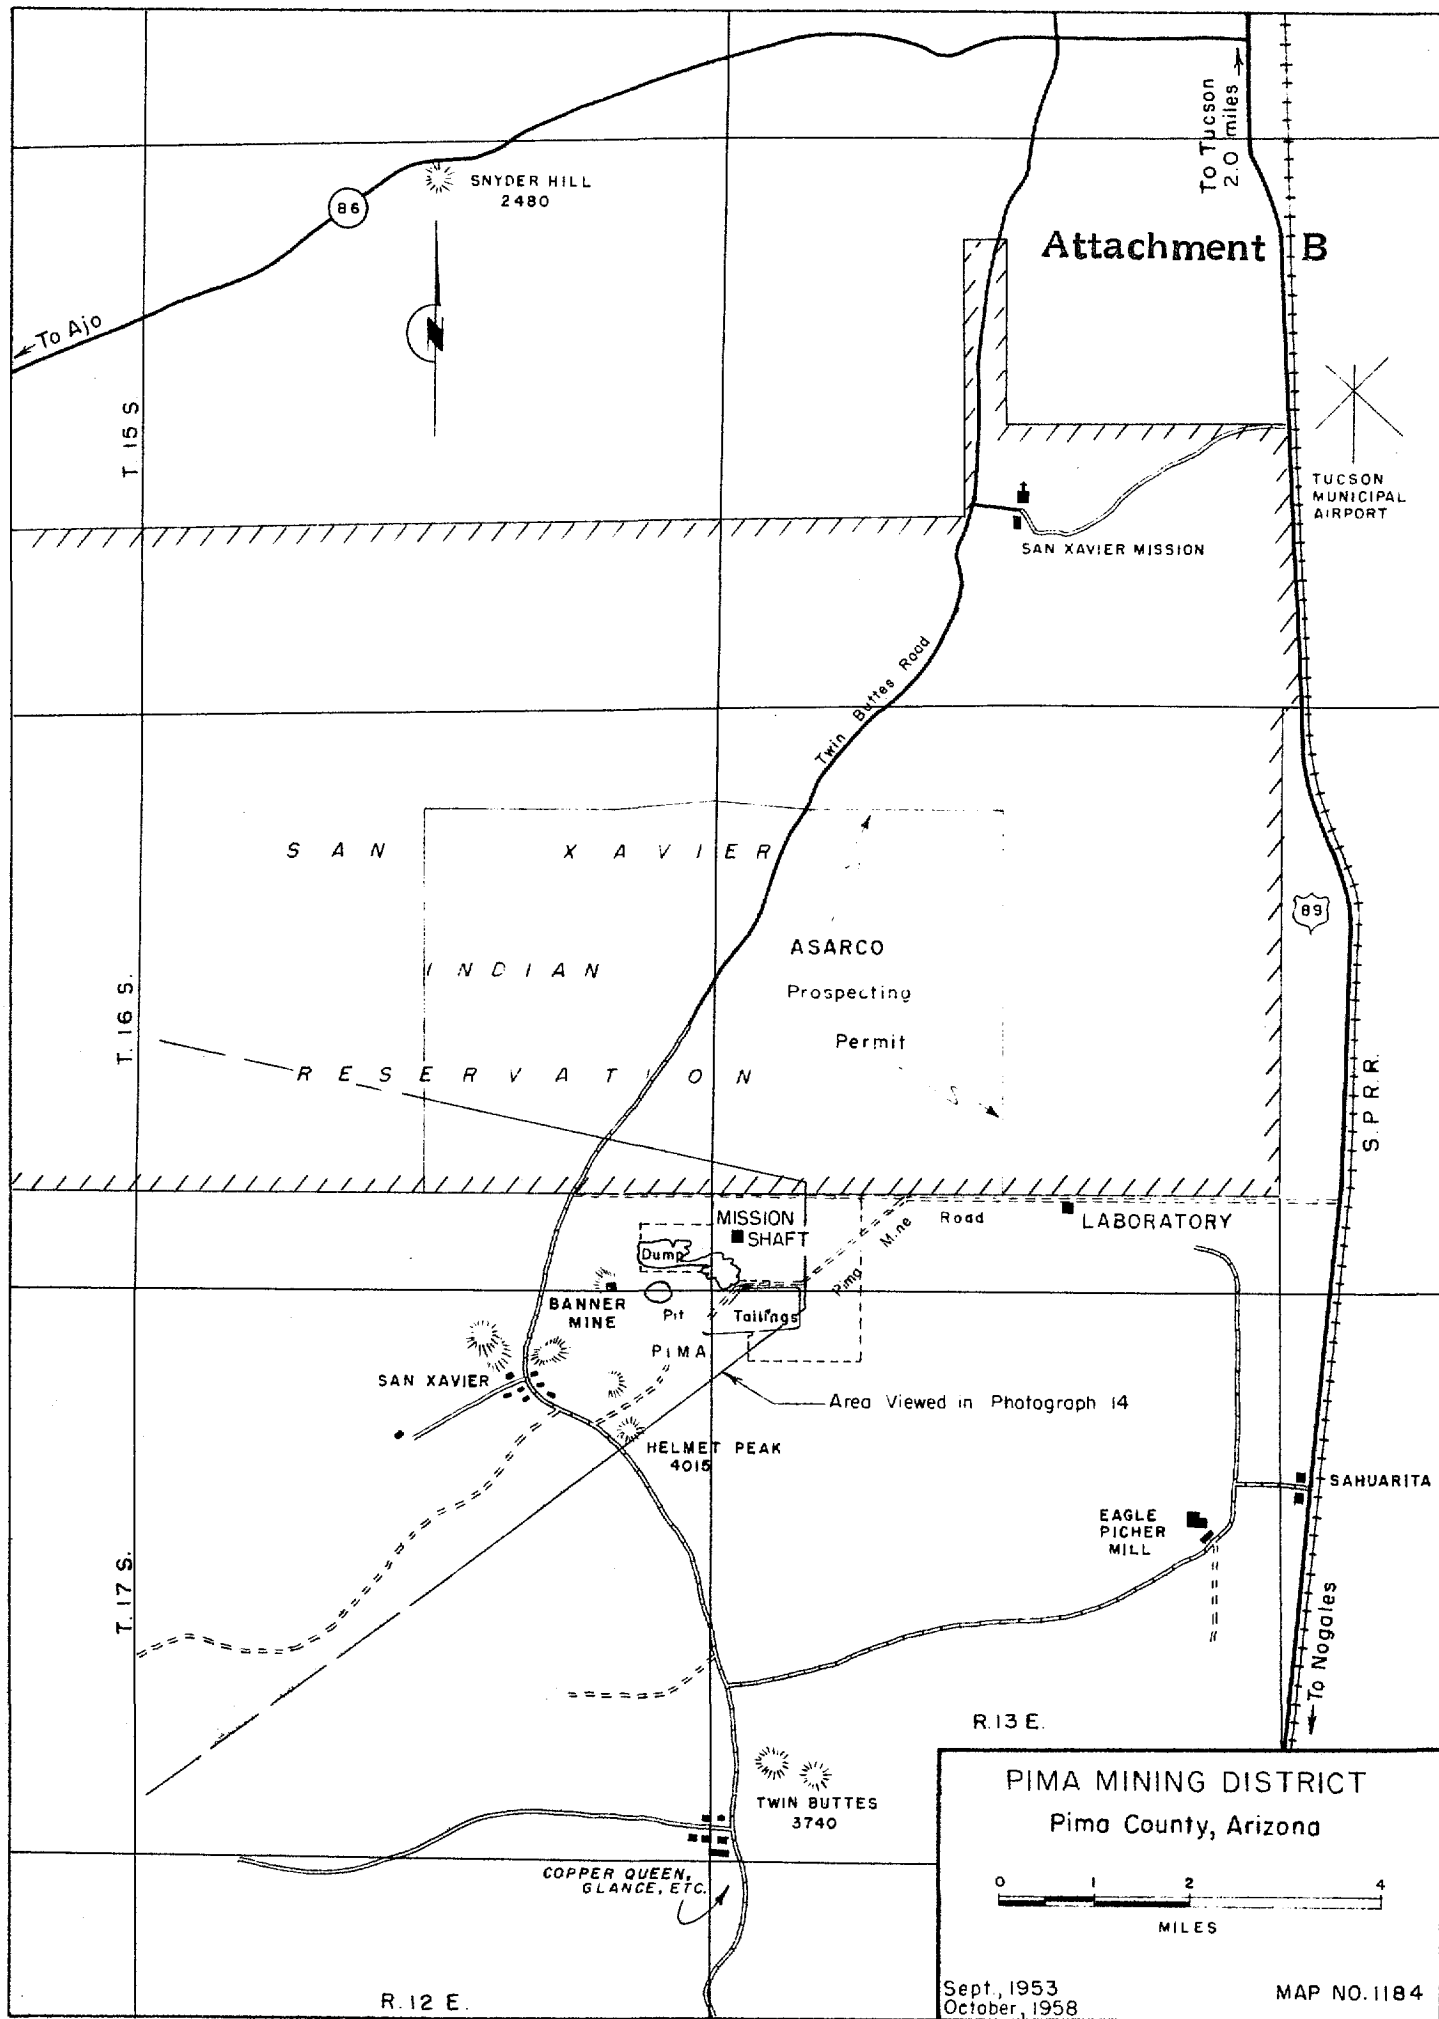 To Tucson
2.0 miles
SNYDER HILL
2480
86
Attachment B
To Ajo
N
T. 15 S.
TUCSON
MUNICIPAL
AIRPORT
SAN XAVIER MISSION
Twin Buttes Road
SAN XAVIER
89
ASARCO
INDIAN
Prospecting
T. 16 S.
Permit
RESERVATION
S.P.R.R.
MISSION
SHAFT
Pima Mine Road
LABORATORY
Dump
BANNER
MINE
Pit
Tailings
PIMA
SAN XAVIER
Area Viewed in Photograph 14
HELMET PEAK
4015
SAHUARITA
EAGLE
PICHER
MILL
T. 17 S.
To Nogales
R. 13 E.
PIMA MINING DISTRICT
Pima County, Arizona
TWIN BUTTES
3740
COPPER QUEEN,
GLANCE, ETC.
0 1 2 4
MILES
Sept., 1953
October, 1958
MAP NO. 1184
R. 12 E.